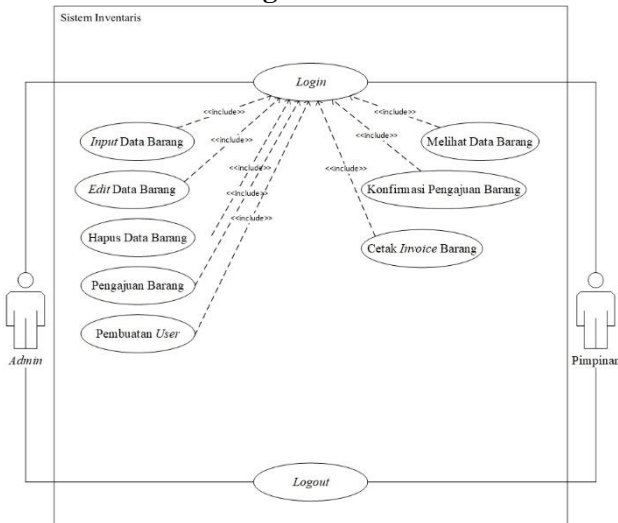 Sistem Inventaris
Login
<<include>>
<<include>>
Input Data Barang
Melihat Data Barang
<<include>>
<<include>>
<<include>>
<<include>>
Edit Data Barang
Konfirmasi Pengajuan Barang
<<include>>
<<include>>
Hapus Data Barang
Cetak Invoice Barang
Pengajuan Barang
Pembuatan User
Admin
Pimpinan
Logout